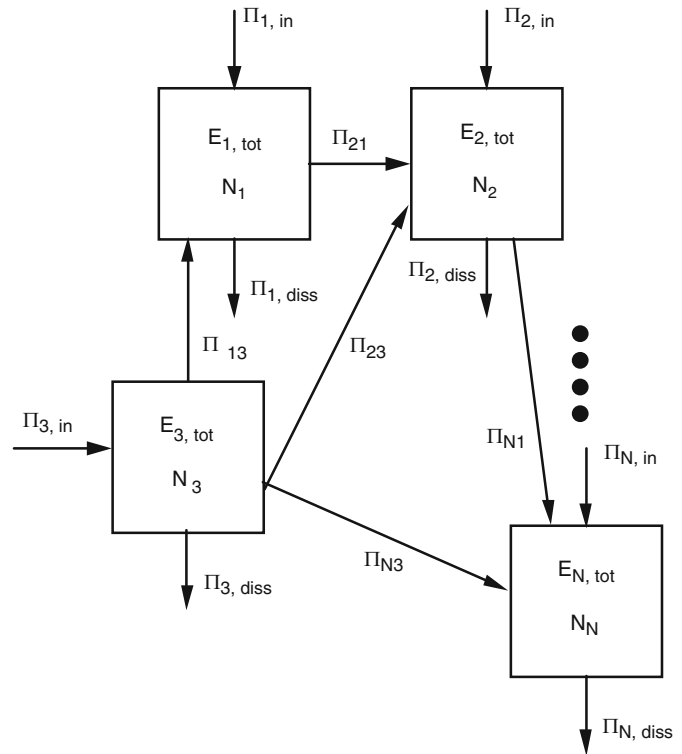 Π1, in
Π2, in
E1, tot
N1
Π21
E2, tot
N2
Π1, diss
Π2, diss
Π 13
Π23
Π3, in
E3, tot
N3
ΠN1
ΠN, in
Π3, diss
ΠN3
EN, tot
NN
ΠN, diss